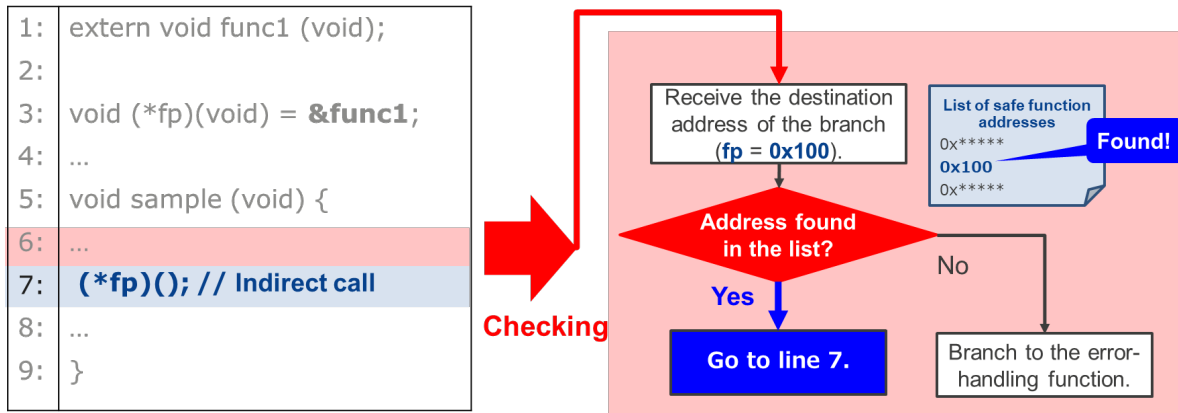 1: extern void func1 (void);
2:
3: void (*fp)(void) = &func1;
4: ...
5: void sample (void) {
6: ...
7: (*fp)(); // Indirect call
8: ...
9: }
Checking
Receive the destination
address of the branch
(fp = 0x100).
List of safe function
addresses
0x*****
0x100
0x*****
Found!
Address found
in the list?
No
Yes
Go to line 7.
Branch to the error-
handling function.